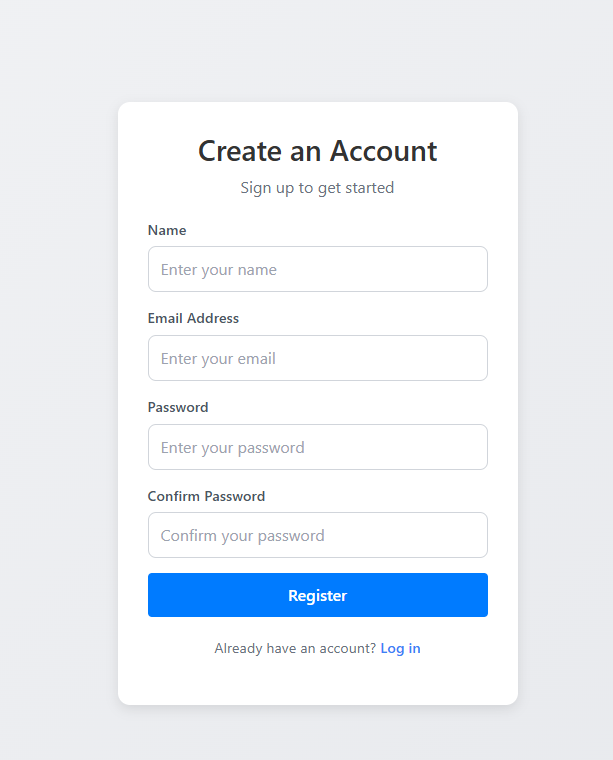 Create an Account
Sign up to get started
Name
Enter your name
Email Address
Enter your email
Password
Enter your password
Confirm Password
Confirm your password
Register
Already have an account? Log in